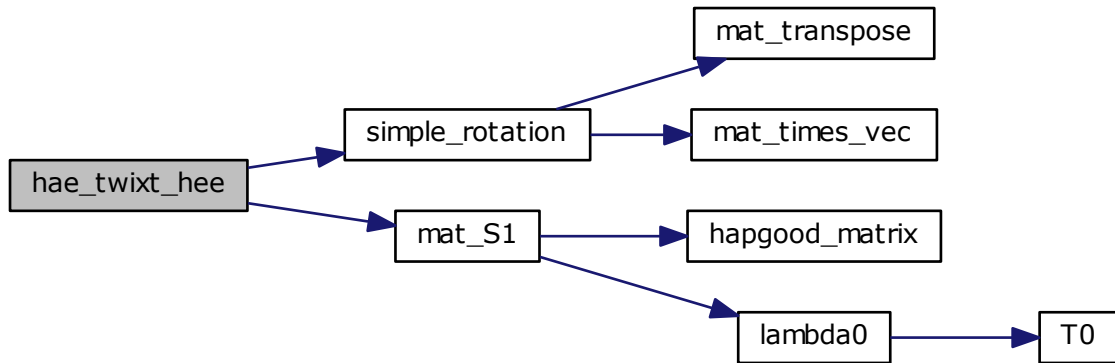 mat_transpose
simple_rotation
mat_times_vec
hae_twixt_hee
mat_S1
hapgood_matrix
lambda0
T0